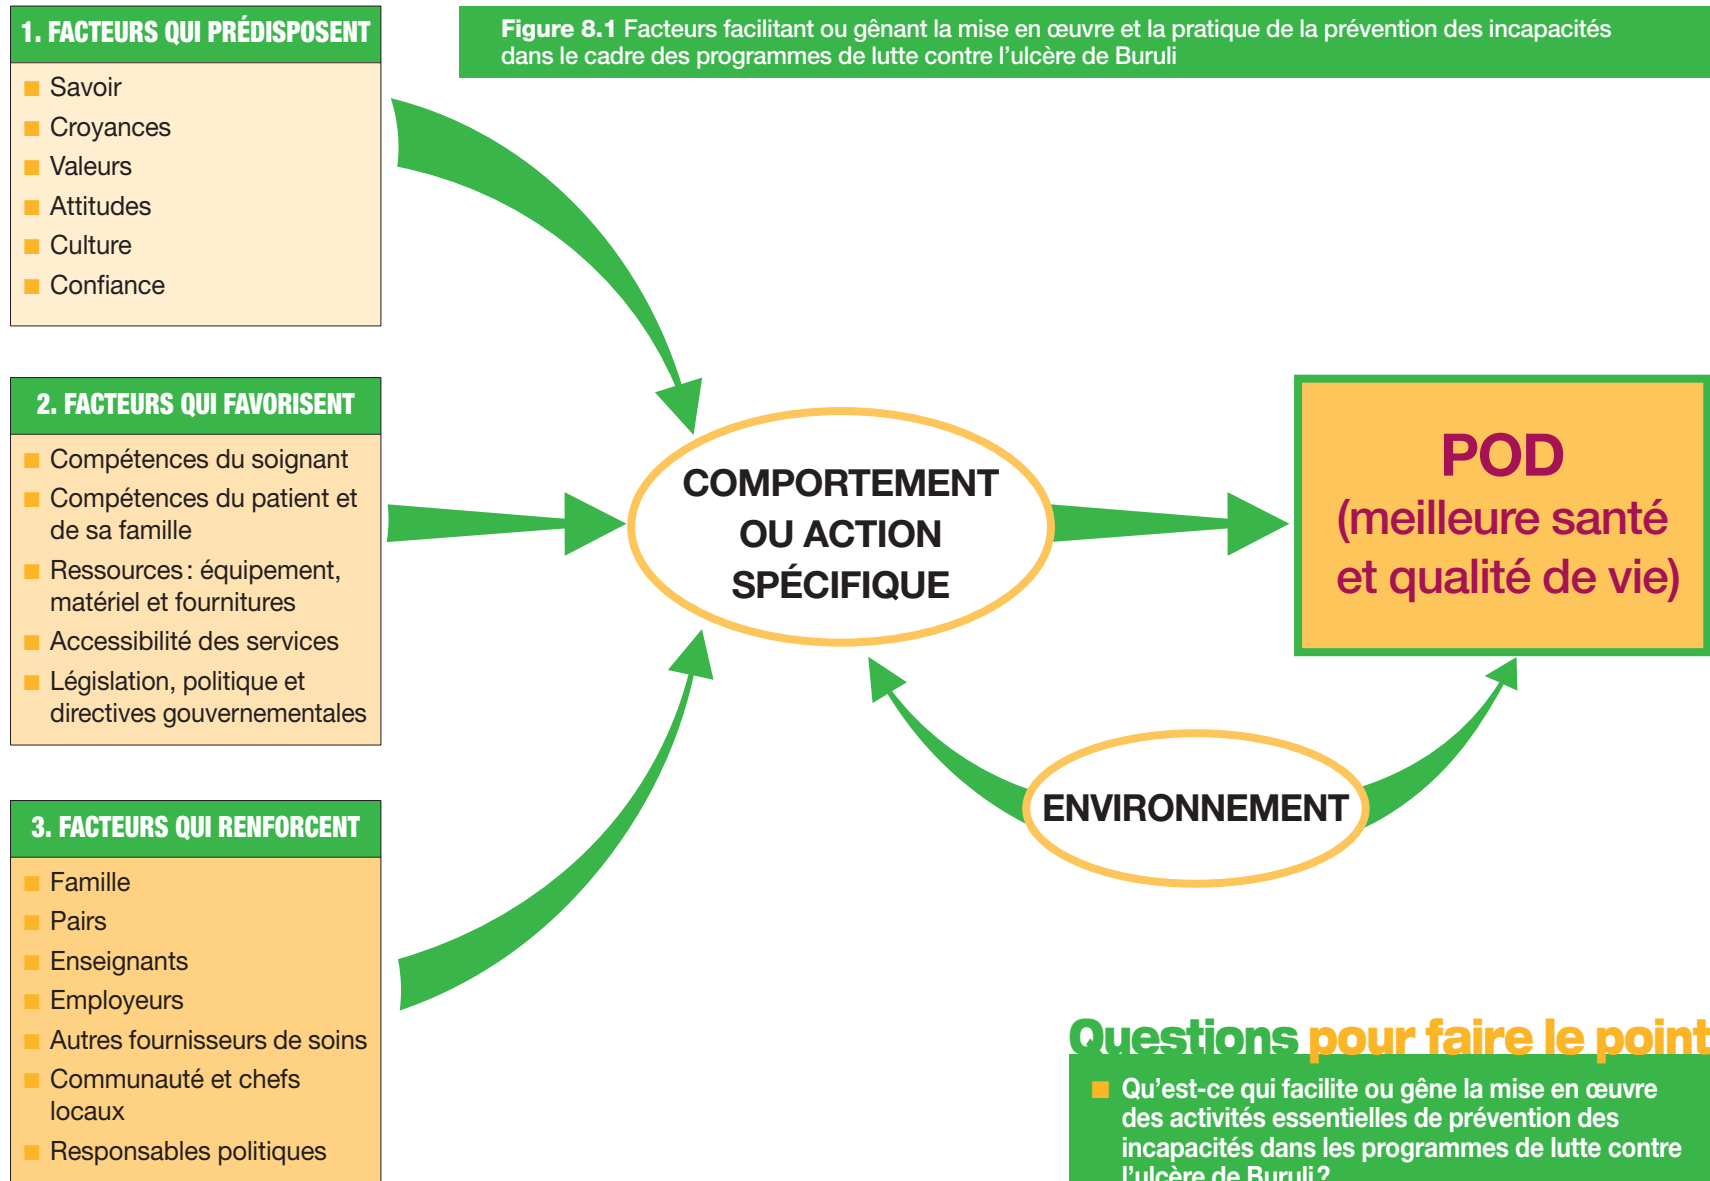 1. FACTEURS QUI PRÉDISPOSENT
■ Savoir
■ Croyances
■ Valeurs
■ Attitudes
■ Culture
■ Confiance
Figure 8.1 Facteurs facilitant ou gênant la mise en œuvre et la pratique de la prévention des incapacités
dans le cadre des programmes de lutte contre l’ulcère de Buruli
2. FACTEURS QUI FAVORISENT
■ Compétences du soignant
■ Compétences du patient et
de sa famille
■ Ressources : équipement,
matériel et fournitures
■ Accessibilité des services
■ Législation, politique et
directives gouvernementales
3. FACTEURS QUI RENFORCENT
■ Famille
■ Pairs
■ Enseignants
■ Employeurs
■ Autres fournisseurs de soins
■ Communauté et chefs
locaux
■ Responsables politiques
COMPORTEMENT
OU ACTION
SPÉCIFIQUE
POD
(meilleure santé
et qualité de vie)
ENVIRONNEMENT
Questions pour faire le point
■ Qu’est-ce qui facilite ou gêne la mise en œuvre
des activités essentielles de prévention des
incapacités dans les programmes de lutte contre
l’ulcère de Buruli ?